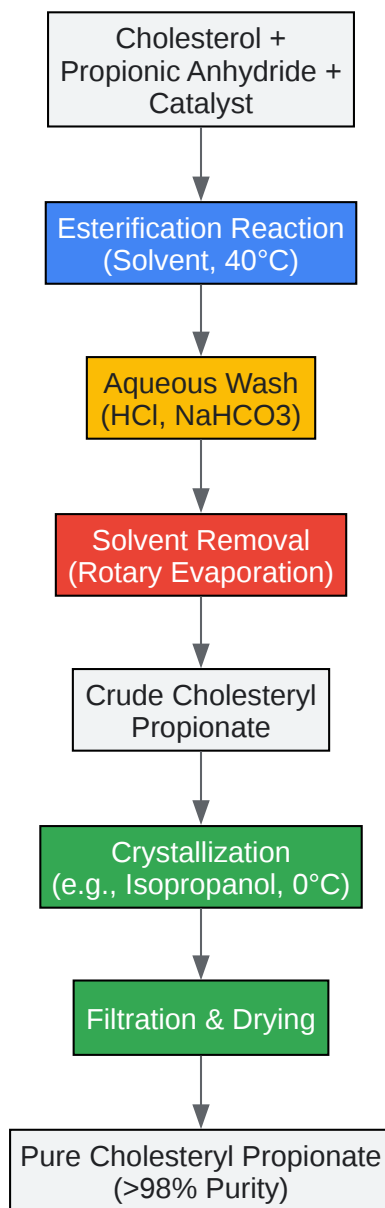 Cholesterol +
Propionic Anhydride +
Catalyst
Esterification Reaction
(Solvent, 40°C)
Aqueous Wash
(HCl, NaHCO3)
Solvent Removal
(Rotary Evaporation)
Crude Cholesteryl
Propionate
Crystallization
(e.g., Isopropanol, 0°C)
Filtration & Drying
Pure Cholesteryl Propionate
(>98% Purity)